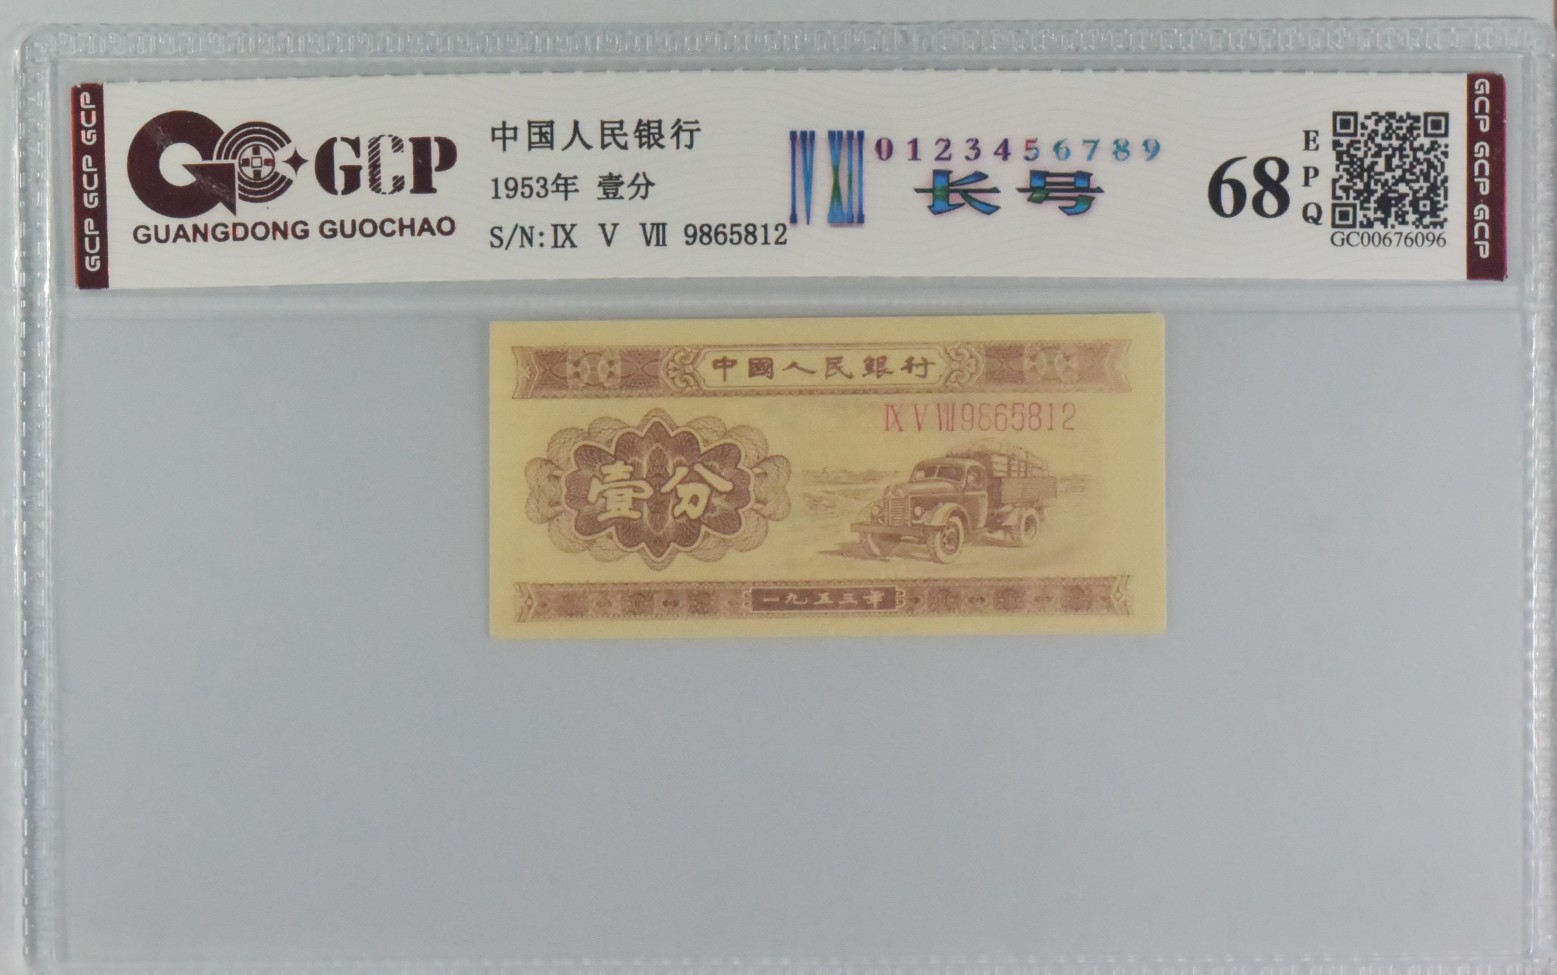 GCP GCP GCP
GCP
GUANGDONG GUOCHAO
中国人民银行
1953年 壹分
S/N: Ⅸ Ⅴ Ⅶ 9865812
0123456789
长号
68
EPQ
GC00676096
GCP GCP GCP
中國人民銀行
Ⅸ Ⅴ Ⅶ 9865812
壹分
一九五三年